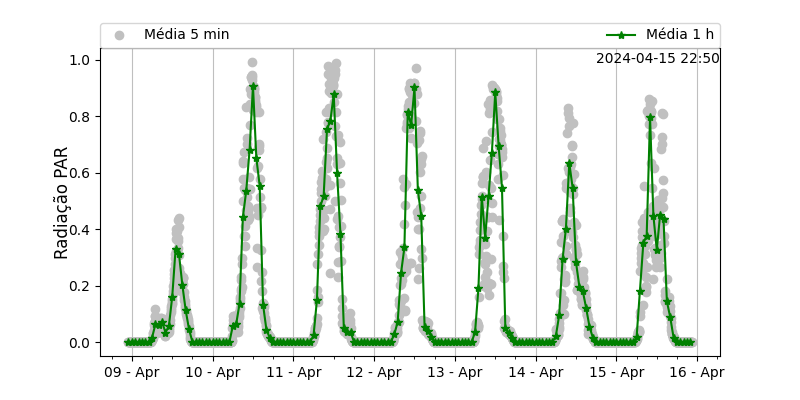 Média 5 min
Média 1 h
2024-04-15 22:50
Radiação PAR
1.0
0.8
0.6
0.4
0.2
0.0
09 - Apr
10 - Apr
11 - Apr
12 - Apr
13 - Apr
14 - Apr
15 - Apr
16 - Apr